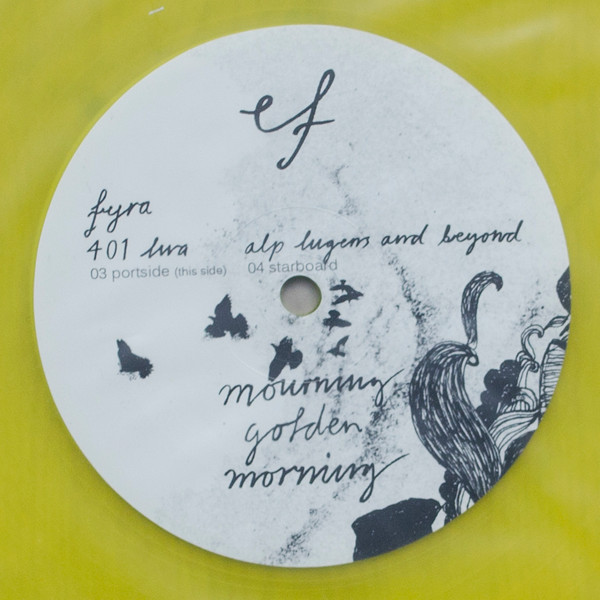 ef
fyra
401 lwa alp lugens and beyond
03 portside (this side) 04 starboard
mourning
golden
morning